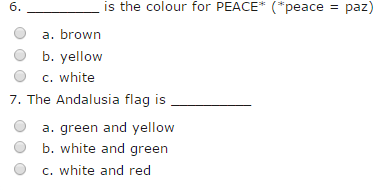 6. __________ is the colour for PEACE* (*peace = paz)
a. brown
b. yellow
c. white
7. The Andalusia flag is ___________
a. green and yellow
b. white and green
c. white and red